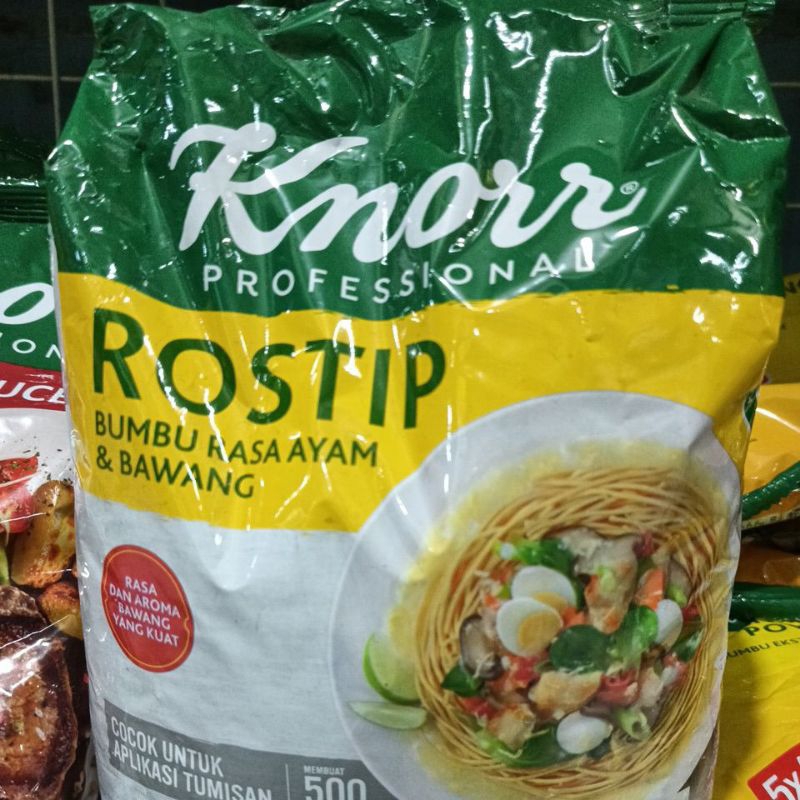 Knorr®
PROFESSIONAL
ROSTIP
BUMBU RASA AYAM
& BAWANG
RASA
DAN AROMA
BAWANG
YANG KUAT
COCOK UNTUK
APLIKASI TUMISAN
MEMBUAT
500
5x